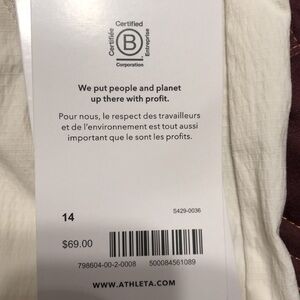 Certified
Certifiée
B
Entreprise
Corporation
We put people and planet
up there with profit.
Pour nous, le respect des travailleurs
et de l'environnement est tout aussi
important que le sont les profits.
S429-0036
14
$69.00
798604-00-2-0008 500084561089
WWW.ATHLETA.COM